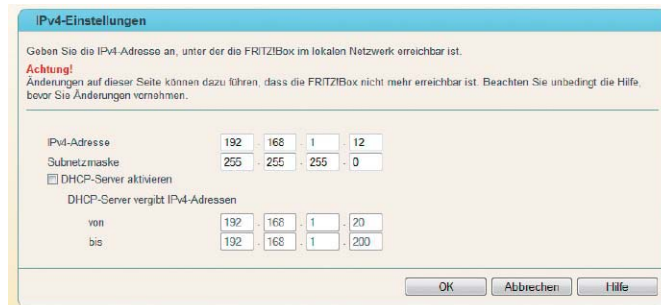 IPv4-Einstellungen
Geben Sie die IPv4-Adresse an, unter der die FRITZ!Box im lokalen Netzwerk erreichbar ist.
Achtung!
Änderungen auf dieser Seite können dazu führen, dass die FRITZ!Box nicht mehr erreichbar ist. Beachten Sie unbedingt die Hilfe,
bevor Sie Änderungen vornehmen.
IPv4-Adresse 192 . 168 . 1 . 12
Subnetzmaske 255 . 255 . 255 . 0
DHCP-Server aktivieren
DHCP-Server vergibt IPv4-Adressen
von 192 . 168 . 1 . 20
bis 192 . 168 . 1 . 200
OK Abbrechen Hilfe